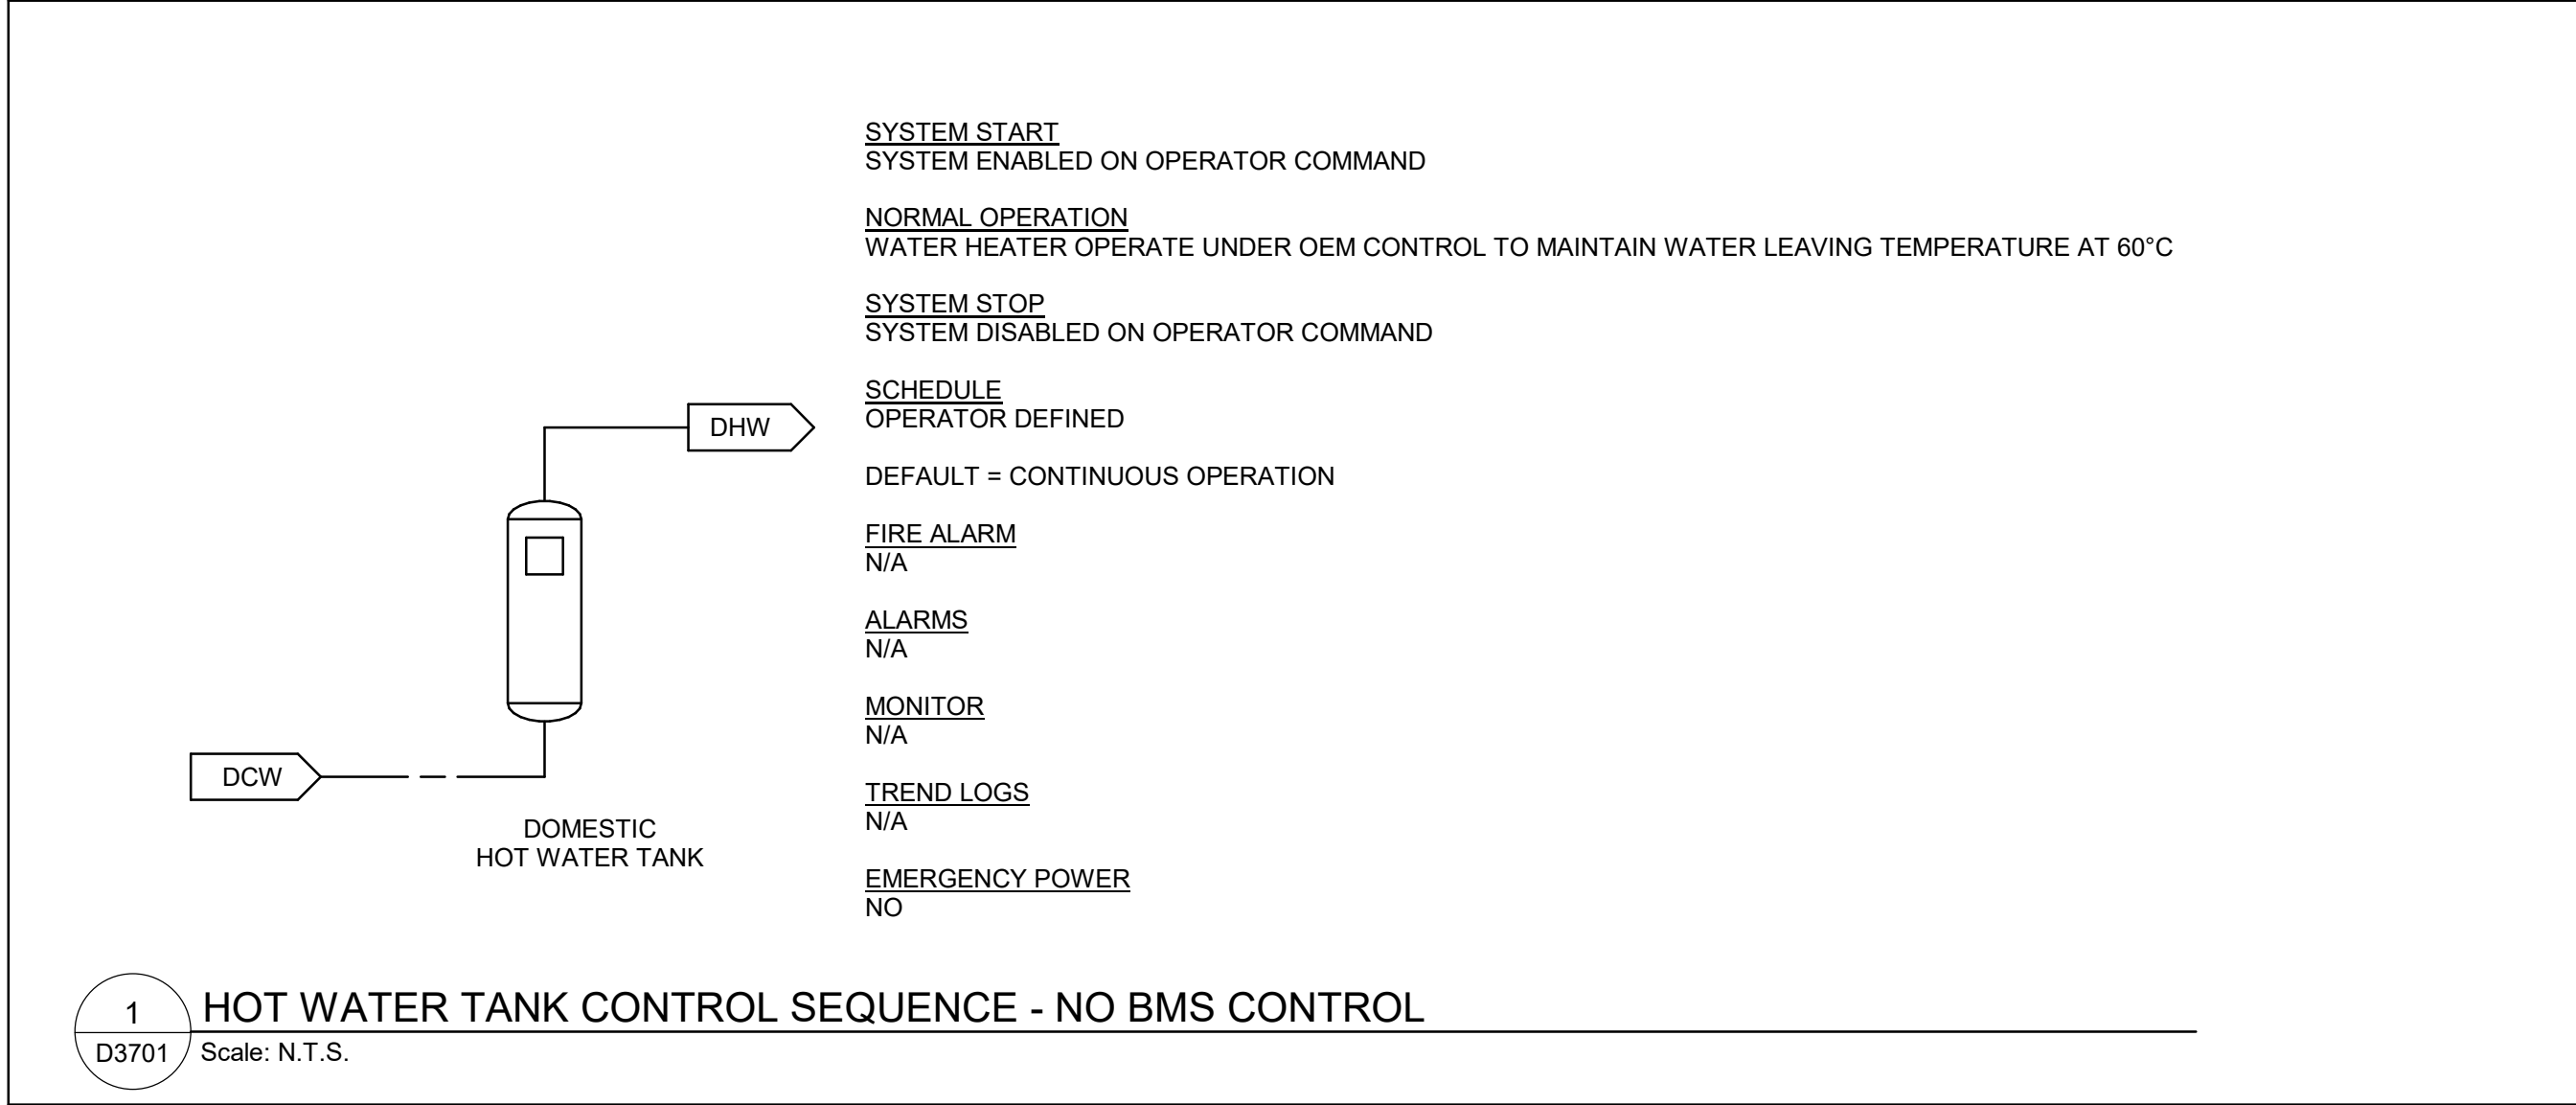 SYSTEM START
SYSTEM ENABLED ON OPERATOR COMMAND
NORMAL OPERATION
WATER HEATER OPERATE UNDER OEM CONTROL TO MAINTAIN WATER LEAVING TEMPERATURE AT 60°C
SYSTEM STOP
SYSTEM DISABLED ON OPERATOR COMMAND
SCHEDULE
OPERATOR DEFINED
DEFAULT = CONTINUOUS OPERATION
FIRE ALARM
N/A
ALARMS
N/A
MONITOR
N/A
TREND LOGS
N/A
EMERGENCY POWER
NO
DHW
DCW
DOMESTIC
HOT WATER TANK
1
D3701
HOT WATER TANK CONTROL SEQUENCE - NO BMS CONTROL
Scale: N.T.S.